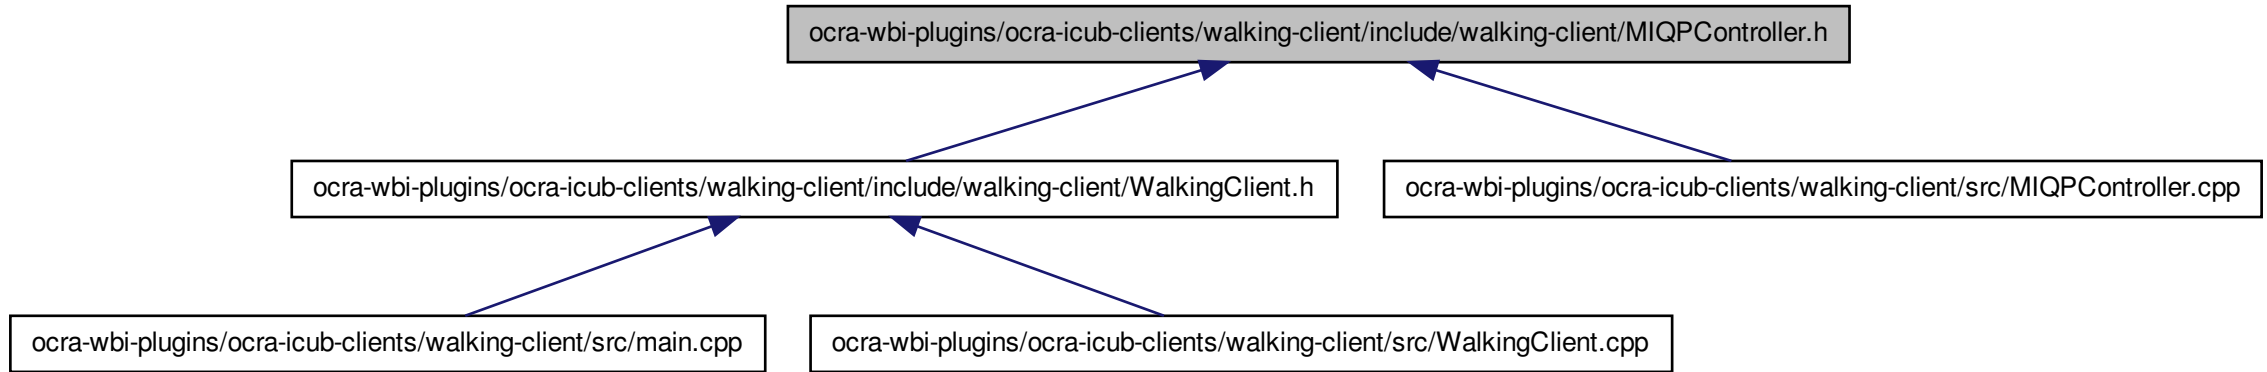 ocra-wbi-plugins/ocra-icub-clients/walking-client/include/walking-client/MIQPController.h
ocra-wbi-plugins/ocra-icub-clients/walking-client/include/walking-client/WalkingClient.h
ocra-wbi-plugins/ocra-icub-clients/walking-client/src/MIQPController.cpp
ocra-wbi-plugins/ocra-icub-clients/walking-client/src/main.cpp
ocra-wbi-plugins/ocra-icub-clients/walking-client/src/WalkingClient.cpp